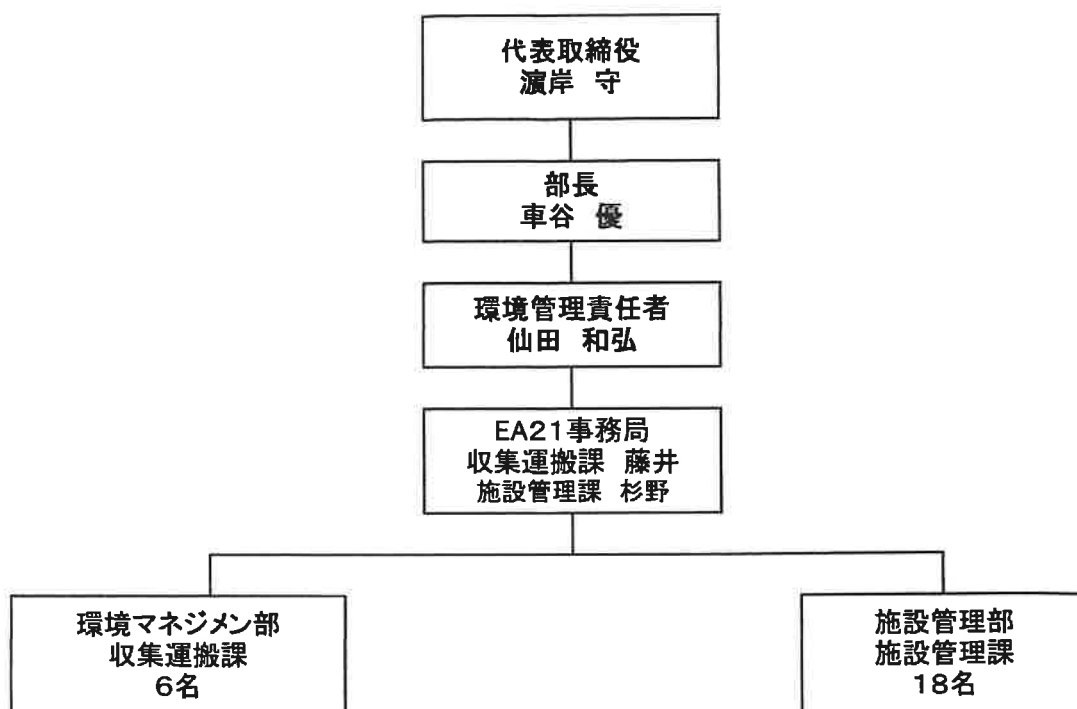 代表取締役
濵岸 守
部長
車谷 優
環境管理責任者
仙田 和弘
EA21事務局
収集運搬課 藤井
施設管理課 杉野
環境マネジメン部
収集運搬課
6名
施設管理部
施設管理課
18名